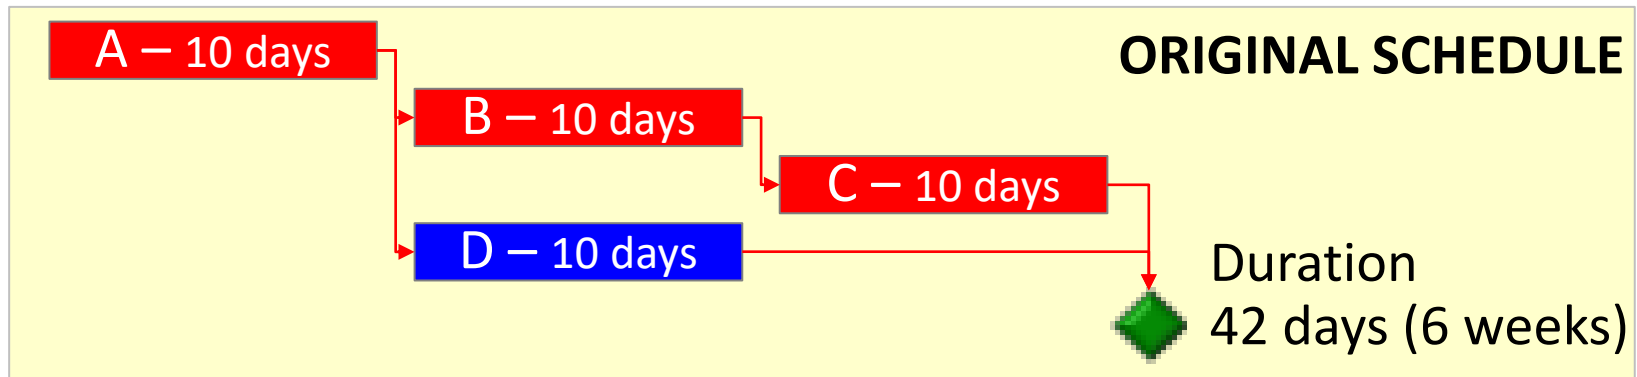 A – 10 days
ORIGINAL SCHEDULE
B – 10 days
C – 10 days
D – 10 days
Duration
42 days (6 weeks)